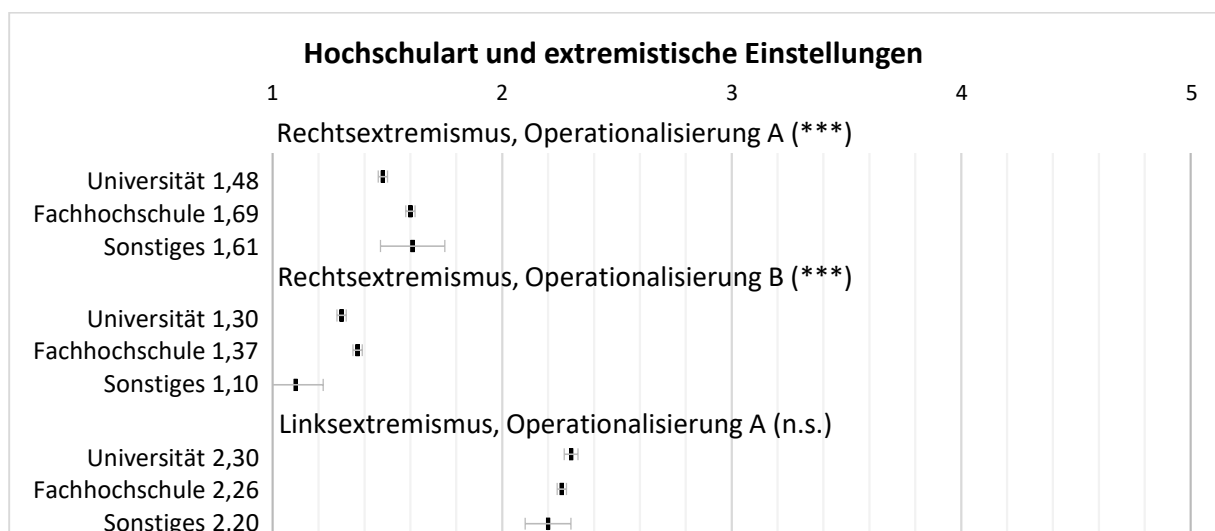 Hochschulart und extremistische Einstellungen
1 2 3 4 5
Rechtsextremismus, Operationalisierung A (***)
Universität 1,48
Fachhochschule 1,69
Sonstiges 1,61
Rechtsextremismus, Operationalisierung B (***)
Universität 1,30
Fachhochschule 1,37
Sonstiges 1,10
Linksextremismus, Operationalisierung A (n.s.)
Universität 2,30
Fachhochschule 2,26
Sonstiges 2,20